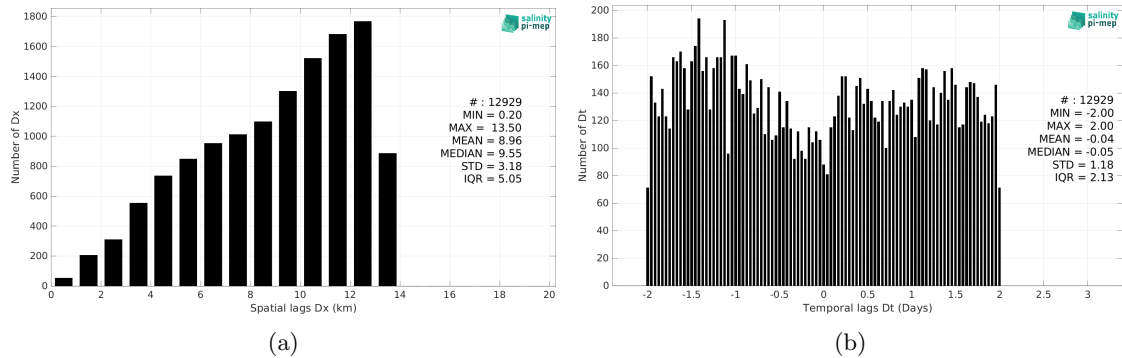 1800
1600
1400
1200
1000
800
600
400
200
0
Number of Dx
0 2 4 6 8 10 12 14 16 18 20
Spatial lags Dx (km)
salinity
pi-mep
# : 12929
MIN = 0.20
MAX = 13.50
MEAN = 8.96
MEDIAN = 9.55
STD = 3.18
IQR = 5.05
(a)
200
180
160
140
120
100
80
60
40
20
0
Number of Dt
-2 -1.5 -1 -0.5 0 0.5 1 1.5 2 2.5 3
Temporal lags Dt (Days)
salinity
pi-mep
# : 12929
MIN = -2.00
MAX = 2.00
MEAN = -0.04
MEDIAN = -0.05
STD = 1.18
IQR = 2.13
(b)